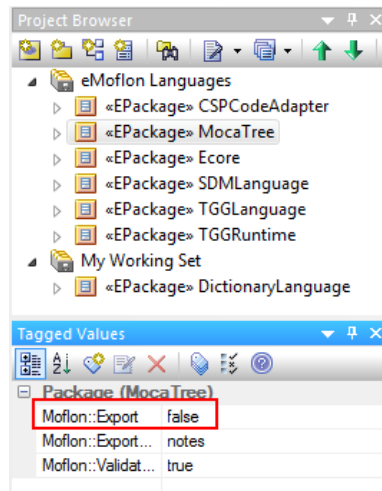 Project Browser
eMoflon Languages
«EPackage» CSPCodeAdapter
«EPackage» MocaTree
«EPackage» Ecore
«EPackage» SDMLanguage
«EPackage» TGGLanguage
«EPackage» TGGRuntime
My Working Set
«EPackage» DictionaryLanguage
Tagged Values
Package (MocaTree)
Moflon::Export false
Moflon::Export... notes
Moflon::Validat... true